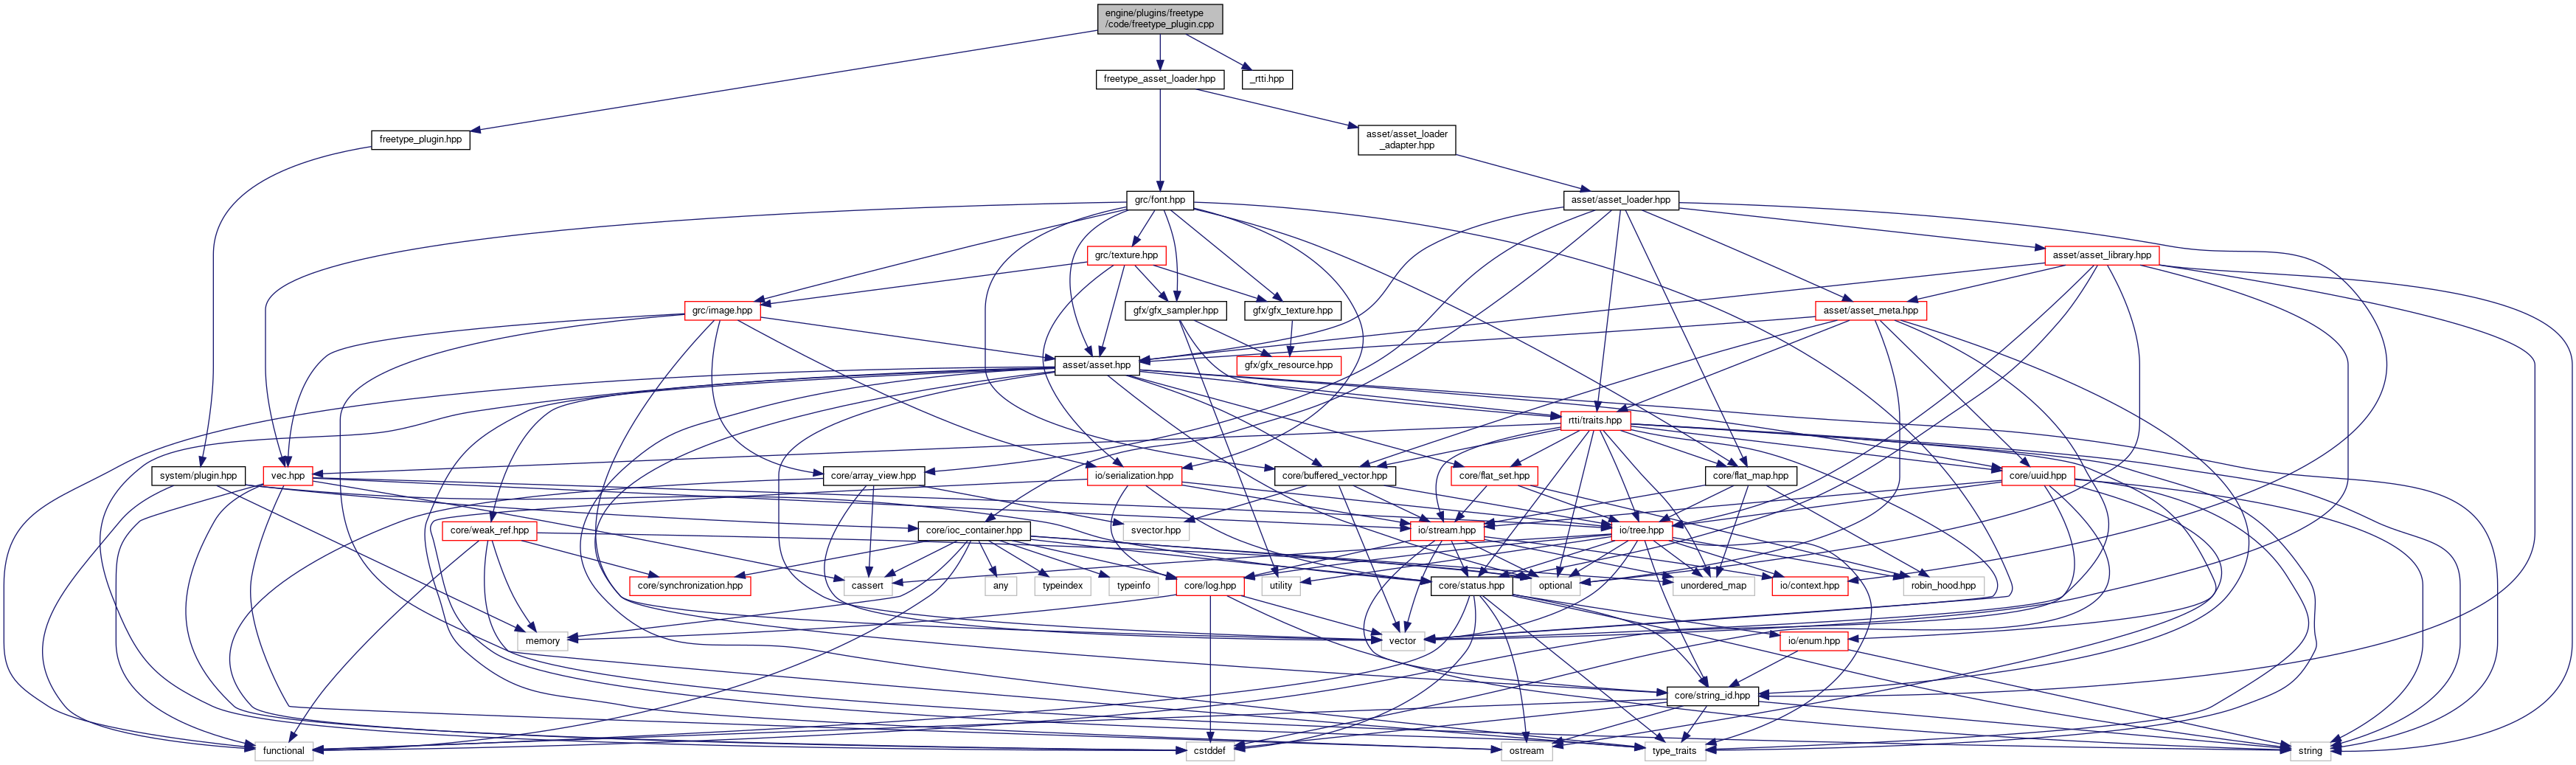 engine/plugins/freetype
/code/freetype_plugin.cpp
freetype_asset_loader.hpp
_rtti.hpp
freetype_plugin.hpp
asset/asset_loader
_adapter.hpp
grc/font.hpp
asset/asset_loader.hpp
grc/texture.hpp
asset/asset_library.hpp
grc/image.hpp
gfx/gfx_sampler.hpp
gfx/gfx_texture.hpp
asset/asset_meta.hpp
asset/asset.hpp
gfx/gfx_resource.hpp
rtti/traits.hpp
system/plugin.hpp
vec.hpp
core/array_view.hpp
io/serialization.hpp
core/buffered_vector.hpp
core/flat_set.hpp
core/flat_map.hpp
core/uuid.hpp
core/weak_ref.hpp
core/ioc_container.hpp
svector.hpp
io/stream.hpp
io/tree.hpp
core/synchronization.hpp
cassert
any
typeindex
typeinfo
core/log.hpp
utility
core/status.hpp
optional
unordered_map
io/context.hpp
robin_hood.hpp
memory
vector
io/enum.hpp
core/string_id.hpp
functional
cstddef
ostream
type_traits
string